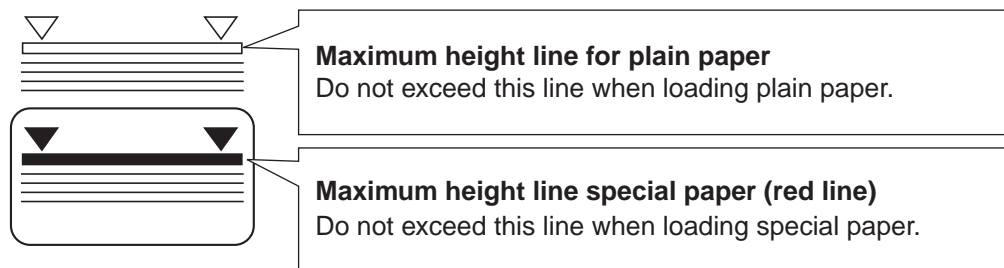 Maximum height line for plain paper
Do not exceed this line when loading plain paper.
Maximum height line special paper (red line)
Do not exceed this line when loading special paper.